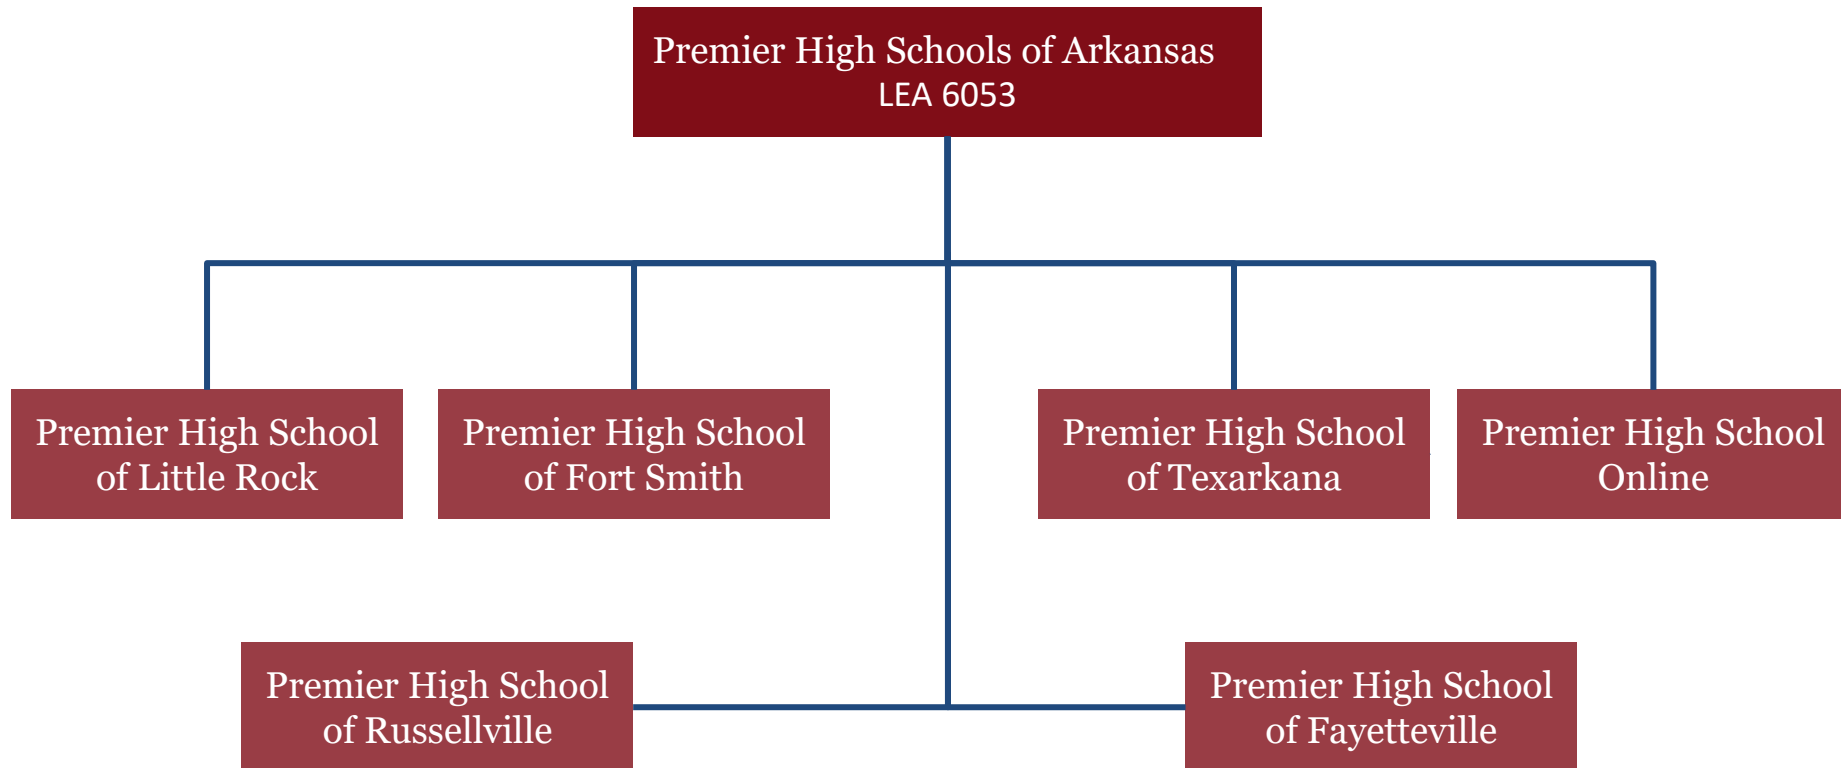 Premier High Schools of Arkansas
LEA 6053
Premier High School
of Little Rock
Premier High School
of Fort Smith
Premier High School
of Texarkana
Premier High School
Online
Premier High School
of Russellville
Premier High School
of Fayetteville